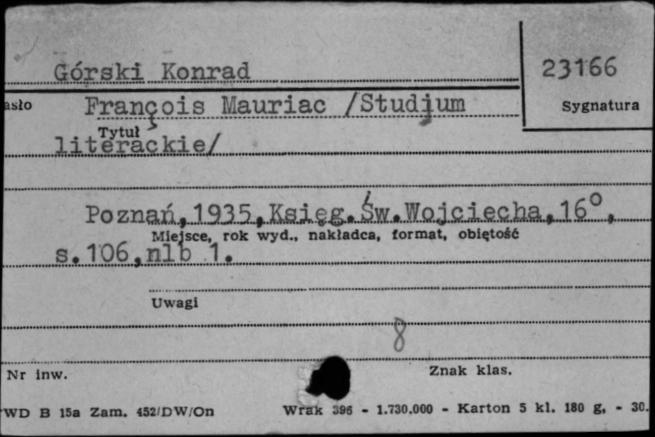 Górski Konrad
23166
asło
François Mauriac /Studjum
Sygnatura
Tytuł
literackie/
Poznań,1935,Księg.Św.Wojciecha,16°,
Miejsce, rok wyd., nakładca, format, objętość
s.106,nlb 1.
Uwagi
8
Nr inw.
Znak klas.
WD B 15a Zam. 452/DW/On Wrak 396 - 1.730.000 - Karton 5 kl. 180 g. - 30.